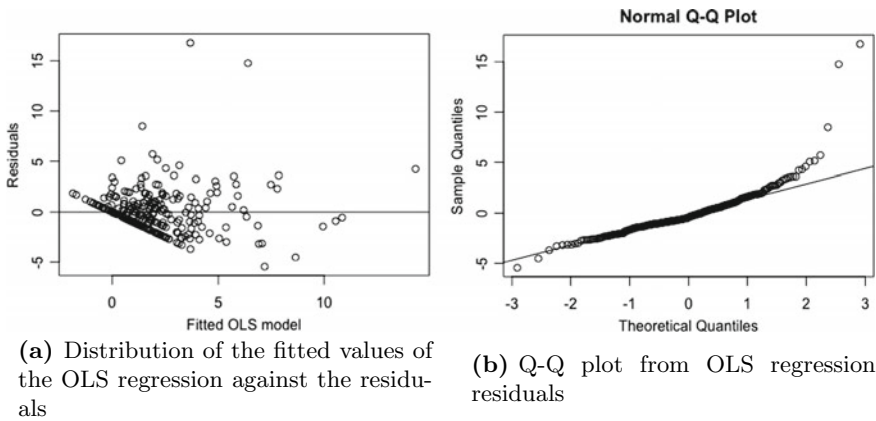 Normal Q-Q Plot
Residuals
15
10
5
0
-5
0
5
10
Fitted OLS model
Sample Quantiles
15
10
5
0
-5
-3
-2
-1
0
1
2
3
Theoretical Quantiles
(a) Distribution of the fitted values of
the OLS regression against the residu-
als
(b) Q-Q plot from OLS regression
residuals